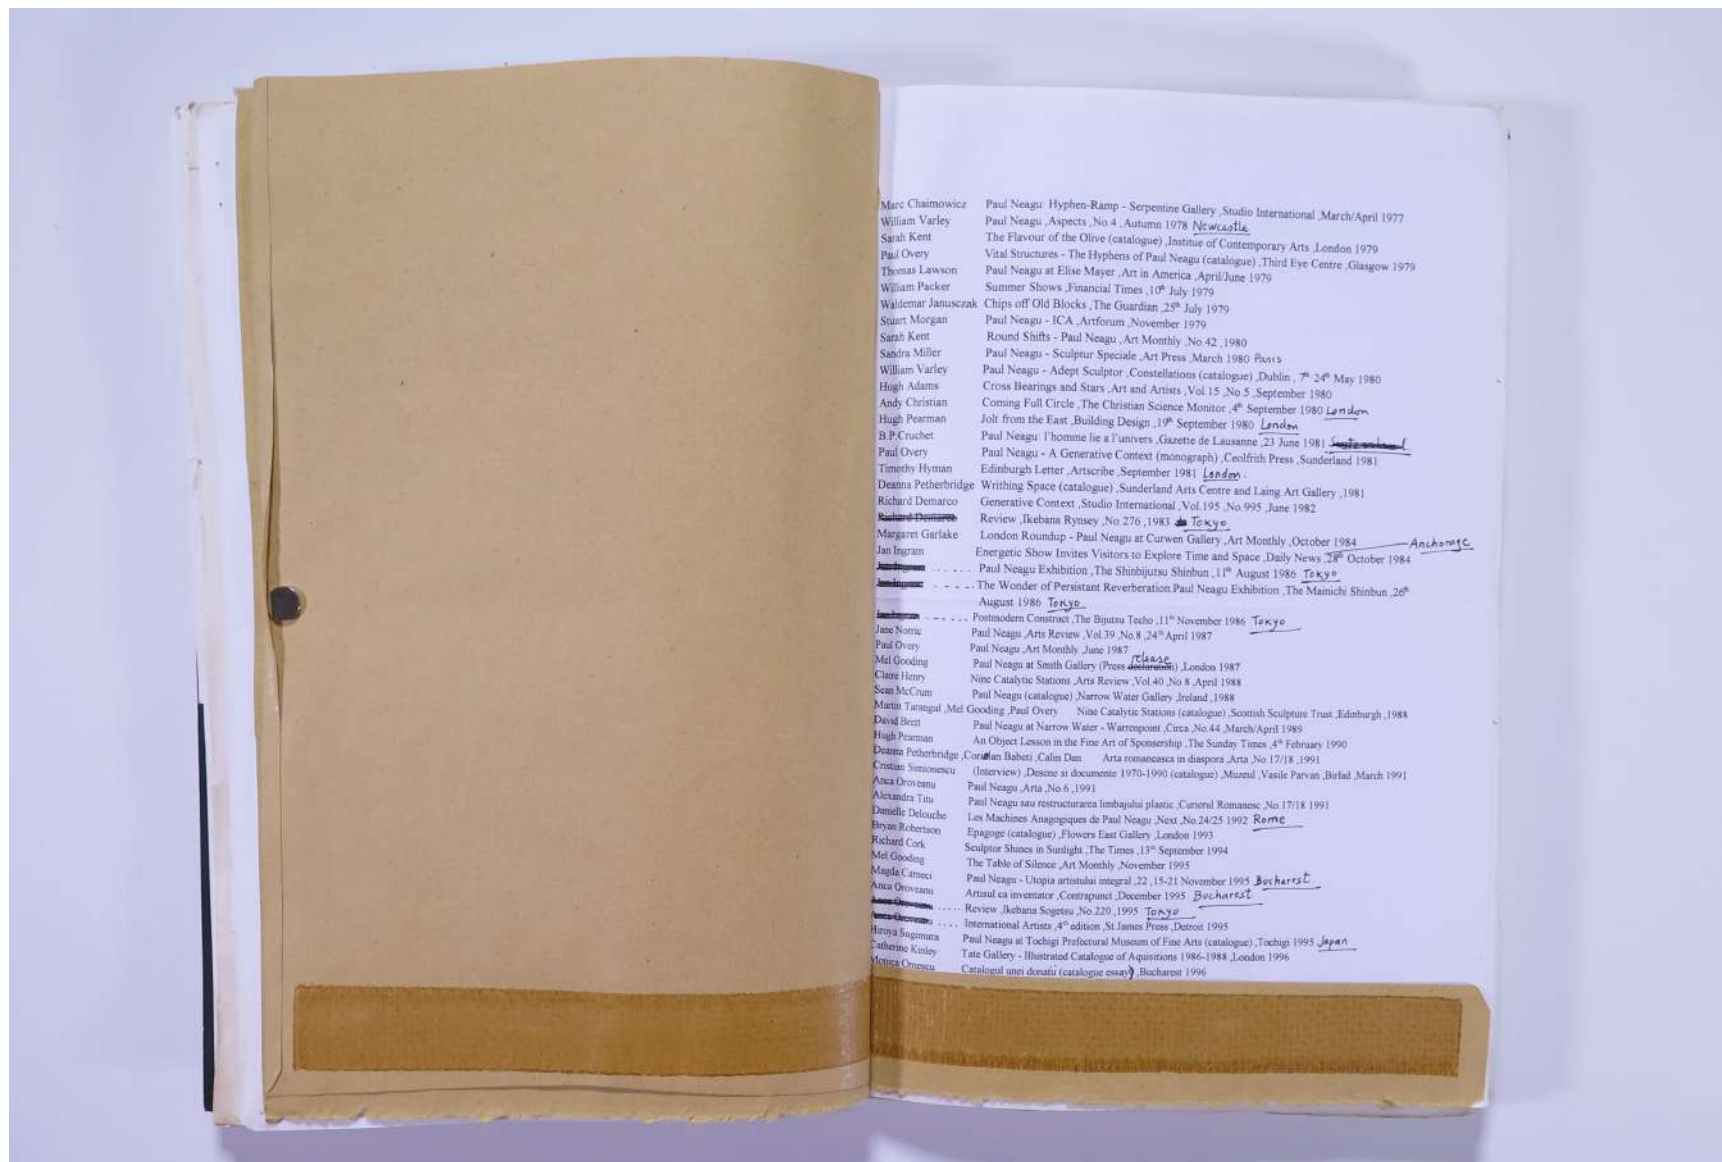 Marc Chaimowicz Paul Neagu: Hyphen-Ramp - Serpentine Gallery ,Studio International ,March/April 1977
William Varley Paul Neagu ,Aspects ,No.4 ,Autumn 1978 Newcastle
Sarah Kent The Flavour of the Olive (catalogue) ,Institue of Contemporary Arts ,London 1979
Paul Overy Vital Structures - The Hyphens of Paul Neagu (catalogue) ,Third Eye Centre ,Glasgow 1979
Thomas Lawson Paul Neagu at Elise Mayer ,Art in America ,April/June 1979
William Packer Summer Shows ,Financial Times ,10th July 1979
Waldemar Janusczak Chips off Old Blocks ,The Guardian ,25th July 1979
Stuart Morgan Paul Neagu - ICA ,Artforum ,November 1979
Sarah Kent Round Shifts - Paul Neagu ,Art Monthly ,No.42 ,1980
Sandra Miller Paul Neagu - Sculptur Speciale ,Art Press ,March 1980 Paris
William Varley Paul Neagu - Adept Sculptor ,Constellations (catalogue) ,Dublin , 7th-24th May 1980
Hugh Adams Cross Bearings and Stars ,Art and Artists ,Vol.15 ,No.5 ,September 1980
Andy Christian Coming Full Circle ,The Christian Science Monitor ,4th September 1980 London
Hugh Pearman Jolt from the East ,Building Design ,19th September 1980 London
B.P.Cruchet Paul Neagu: l'homme lie a l'univers ,Gazette de Lausanne ,23 June 1981
Paul Overy Paul Neagu - A Generative Context (monograph) ,Ceolfrith Press ,Sunderland 1981
Timothy Hyman Edinburgh Letter ,Artscribe ,September 1981 London.
Deanna Petherbridge Writhing Space (catalogue) ,Sunderland Arts Centre and Laing Art Gallery ,1981
Richard Demarco Generative Context ,Studio International ,Vol.195 ,No.995 ,June 1982
Richard Demarco Review ,Ikebana Rynsey ,No.276 ,1983 Tokyo
Margaret Garlake London Roundup - Paul Neagu at Curwen Gallery ,Art Monthly ,October 1984 Anchorage
Jan Ingram Energetic Show Invites Visitors to Explore Time and Space ,Daily News ,28th October 1984
Jan Ingram ..... Paul Neagu Exhibition ,The Shinbijutsu Shinbun ,11th August 1986 Tokyo
Jan Ingram ----. The Wonder of Persistant Reverberation.Paul Neagu Exhibition ,The Mainichi Shinbun ,26th
August 1986 Tokyo
Jan Ingram ----- Postmodern Construct ,The Bijutsu Techo ,11th November 1986 Tokyo
Jane Norrie Paul Neagu ,Arts Review ,Vol.39 ,No.8 ,24th April 1987
Paul Overy Paul Neagu ,Art Monthly ,June 1987
Mel Gooding Paul Neagu at Smith Gallery (Press declaration release) ,London 1987
Claire Henry Nine Catalytic Stations ,Arts Review ,Vol.40 ,No.8 ,April 1988
Sean McCrum Paul Neagu (catalogue) ,Narrow Water Gallery ,Ireland ,1988
Martin Tarangul ,Mel Gooding ,Paul Overy Nine Catalytic Stations (catalogue) ,Scottish Sculpture Trust ,Edinburgh ,1988
David Brett Paul Neagu at Narrow Water - Warrenpoint ,Circa ,No.44 ,March/April 1989
Hugh Pearman An Object Lesson in the Fine Art of Sponsership ,The Sunday Times ,4th February 1990
Deanna Petherbridge ,Coriolan Babeti ,Calin Dan Arta romaneasca in diaspora ,Arta ,No.17/18 ,1991
Cristian Simionescu (Interview) ,Desene si documente 1970-1990 (catalogue) ,Muzeul ,Vasile Parvan ,Birlad ,March 1991
Anca Oroveanu Paul Neagu ,Arta ,No.6 ,1991
Alexandra Titu Paul Neagu sau restructurarea limbajului plastic ,Curierul Romanesc ,No.17/18 1991
Danielle Delouche Les Machines Anagogiques de Paul Neagu ,Next ,No.24/25 1992 Rome
Bryan Robertson Epagoge (catalogue) ,Flowers East Gallery ,London 1993
Richard Cork Sculptor Shines in Sunlight ,The Times ,13th September 1994
Mel Gooding The Table of Silence ,Art Monthly ,November 1995
Magda Carneci Paul Neagu - Utopia artistului integral ,22 ,15-21 November 1995 Bucharest
Anca Oroveanu Artisul ca inventator ,Contrapunct ,December 1995 Bucharest
Anca Oroveanu ..... Review ,Ikebana Sogetsu ,No.220 ,1995 Tokyo
Anca Oroveanu .... International Artists ,4th edition ,St.James Press ,Detroit 1995
Hiroya Sugimura Paul Neagu at Tochigi Prefectural Museum of Fine Arts (catalogue) ,Tochigi 1995 Japan
Catherine Kinley Tate Gallery - Illustrated Catalogue of Aquisitions 1986-1988 ,London 1996
Monica Omescu Catalogul unei donatii (catalogue essay) ,Bucharest 1996